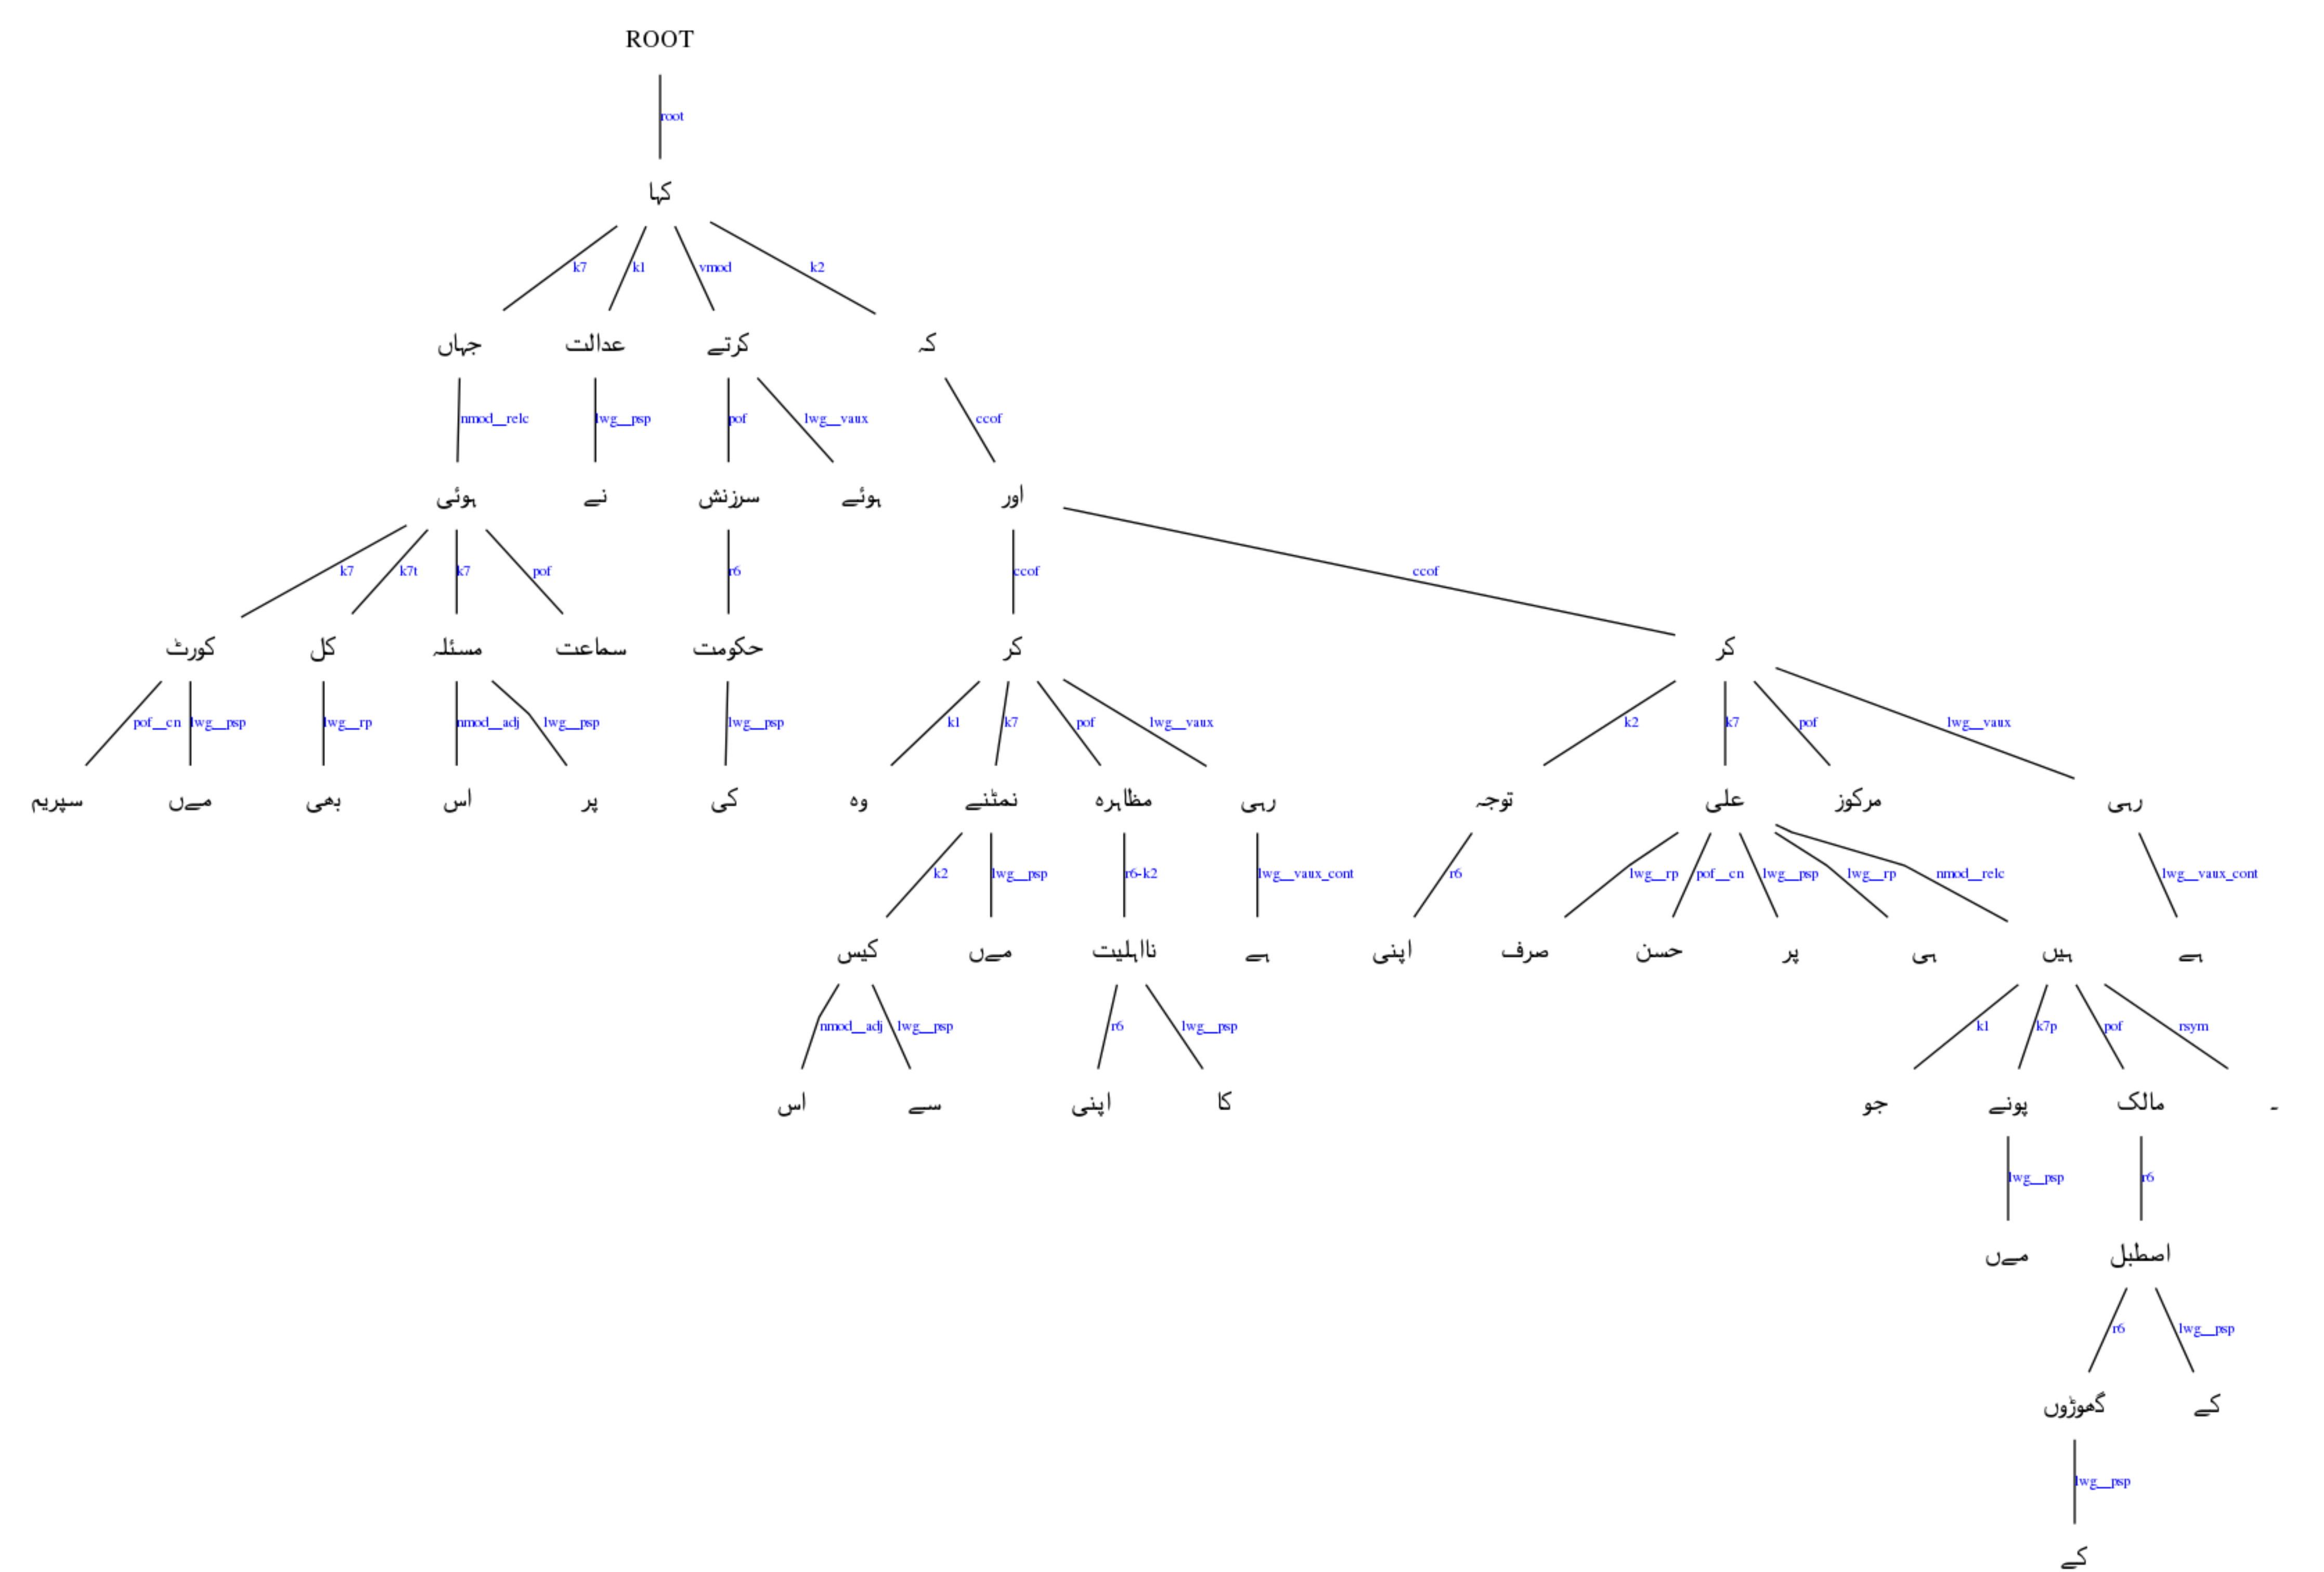 ROOT
root
کہا
k7 k1 vmod k2
جہاں عدالت کرتے کہ
nmod__relc lwg__psp pof lwg__vaux ccof
ہوئی نے سرزنش ہوئے اور
k7 k7t k7 pof r6 ccof ccof
کورٹ کل مسئلہ سماعت حکومت کر کر
pof__cn lwg__psp lwg__rp nmod__adj lwg__psp lwg__psp k1 k7 pof lwg__vaux k2 k7 pof lwg__vaux
سپریم مےں بھی اس پر کی وہ نمٹنے مظاہرہ رہی توجہ علی مرکوز رہی
k2 lwg__psp r6-k2 lwg__vaux_cont r6 lwg__rp pof__cn lwg__psp lwg__rp nmod__relc lwg__vaux_cont
کیس مےں نااہلیت ہے اپنی صرف حسن پر ہی ہیں ہے
nmod__adj lwg__psp r6 lwg__psp k1 k7p pof rsym
اس سے اپنی کا جو پونے مالک ۔
lwg__psp r6
مےں اصطبل
r6 lwg__psp
گھوڑوں کے
lwg__psp
کے